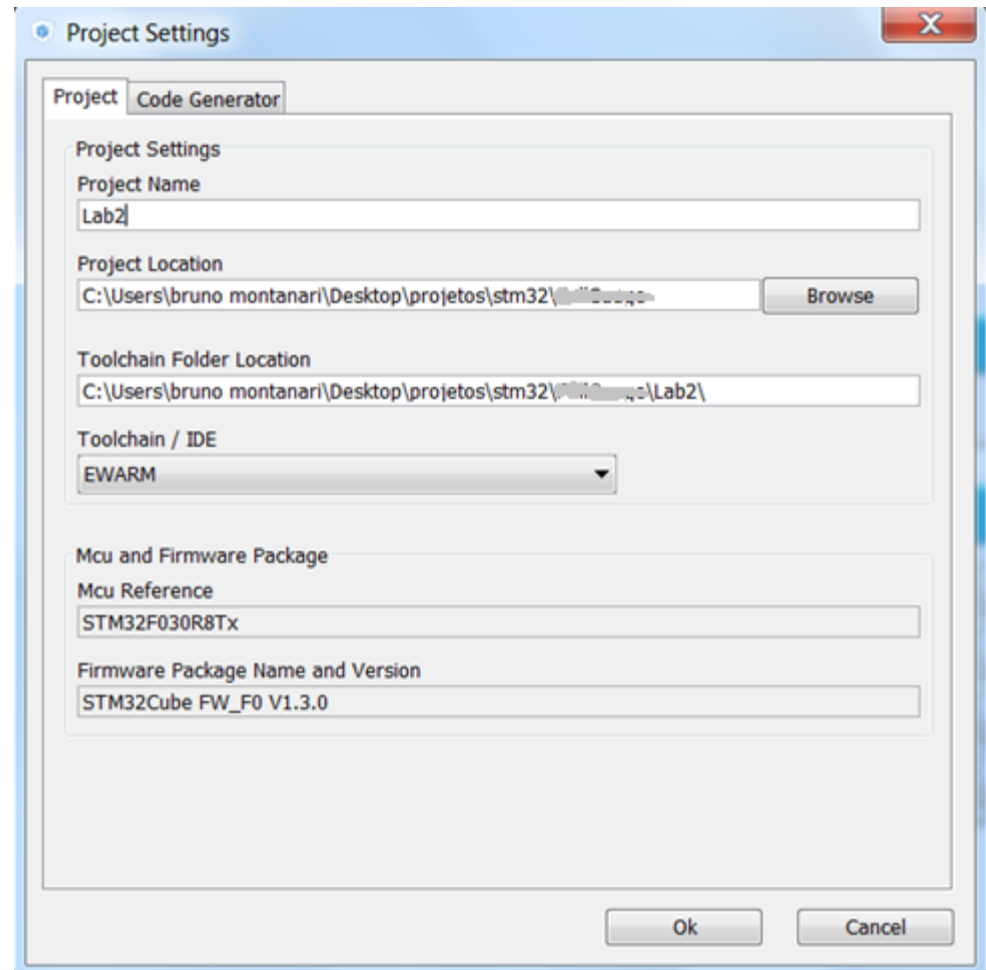 Project Settings
Project Code Generator
Project Settings
Project Name
Lab2
Project Location
C:\Users\bruno montanari\Desktop\projetos\stm32\
Browse
Toolchain Folder Location
C:\Users\bruno montanari\Desktop\projetos\stm32\ \Lab2\
Toolchain / IDE
EWARM
Mcu and Firmware Package
Mcu Reference
STM32F030R8Tx
Firmware Package Name and Version
STM32Cube FW_F0 V1.3.0
Ok Cancel